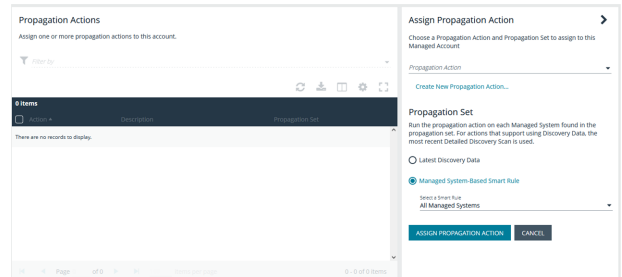 Propagation Actions
Assign one or more propagation actions to this account.
Filter by
0 items
Action
Description
Propagation Set
There are no records to display.
Page
of 0
Items per page
0 - 0 of 0 items
Assign Propagation Action
Choose a Propagation Action and Propagation Set to assign to this
Managed Account
Propagation Action
Create New Propagation Action...
Propagation Set
Run the propagation action on each Managed System found in the
propagation set. For actions that support using Discovery Data, the
most recent Detailed Discovery Scan is used.
Latest Discovery Data
Managed System-Based Smart Rule
Select a Smart Rule
All Managed Systems
ASSIGN PROPAGATION ACTION
CANCEL